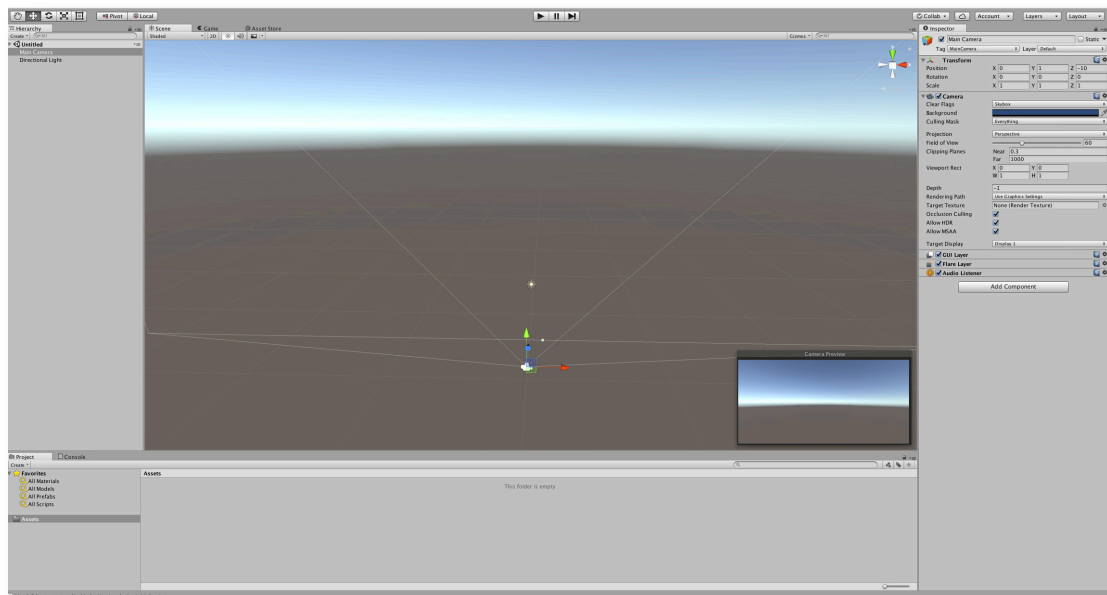 Pivot Local Collab Account Layers Layout
Hierarchy
Create All
Untitled
Main Camera
Directional Light
Scene Game Asset Store
Shaded 2D Gizmos All
Camera Preview
Inspector
Main Camera Static
Tag MainCamera Layer Default
Transform
Position X 0 Y 1 Z -10
Rotation X 0 Y 0 Z 0
Scale X 1 Y 1 Z 1
Camera
Clear Flags Skybox
Background
Culling Mask Everything
Projection Perspective
Field of View 60
Clipping Planes Near 0.3
Far 1000
Viewport Rect X 0 Y 0
W 1 H 1
Depth -1
Rendering Path Use Graphics Settings
Target Texture None (Render Texture)
Occlusion Culling
Allow HDR
Allow MSAA
Target Display Display 1
GUI Layer
Flare Layer
Audio Listener
Add Component
Project Console
Create
Favorites
All Materials
All Models
All Prefabs
All Scripts
Assets
Assets
This folder is empty